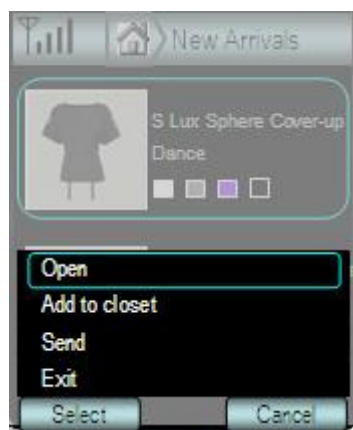 New Arrivals
S Lux Sphere Cover-up
Dance
Open
Add to closet
Send
Exit
Select
Cancel